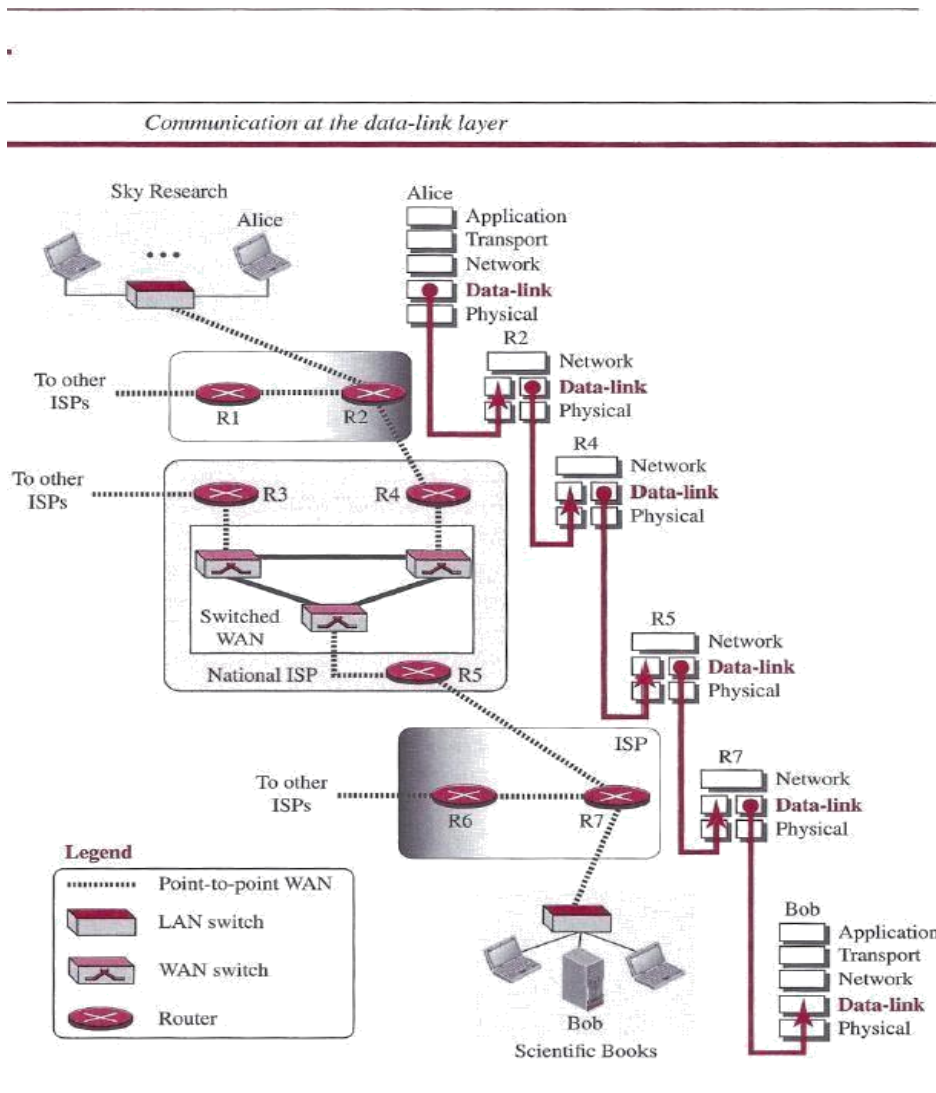 Communication at the data-link layer
Sky Research
Alice
Alice
Application
Transport
Network
Data-link
Physical
R2
Network
Data-link
Physical
To other
ISPs
R1
R2
R4
Network
Data-link
Physical
To other
ISPs
R3
R4
Switched
WAN
National ISP
R5
R5
Network
Data-link
Physical
ISP
To other
ISPs
R6
R7
R7
Network
Data-link
Physical
Legend
Point-to-point WAN
LAN switch
WAN switch
Router
Bob
Scientific Books
Bob
Application
Transport
Network
Data-link
Physical